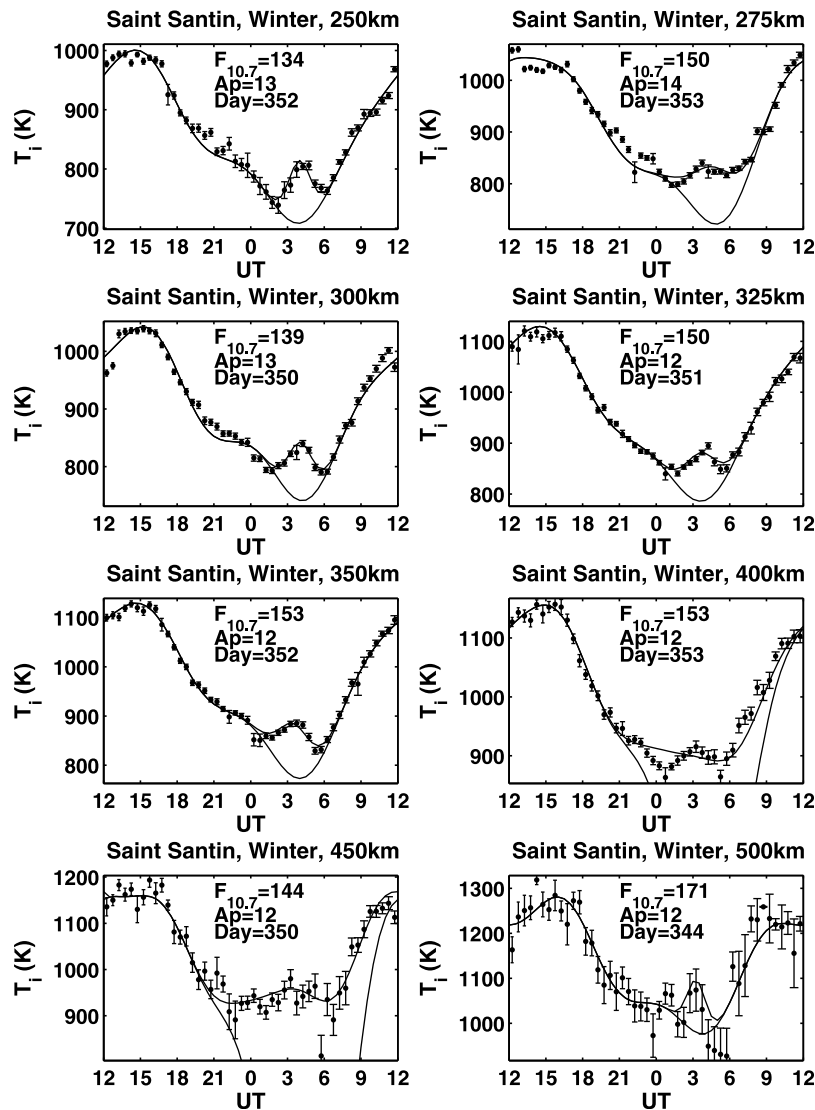 Saint Santin, Winter, 250km
F10.7=134
Ap=13
Day=352
1000
900
800
700
Ti (K)
12 15 18 21 0 3 6 9 12
UT
Saint Santin, Winter, 275km
F10.7=150
Ap=14
Day=353
1000
900
800
Ti (K)
12 15 18 21 0 3 6 9 12
UT
Saint Santin, Winter, 300km
F10.7=139
Ap=13
Day=350
1000
900
800
Ti (K)
12 15 18 21 0 3 6 9 12
UT
Saint Santin, Winter, 325km
F10.7=150
Ap=12
Day=351
1100
1000
900
800
Ti (K)
12 15 18 21 0 3 6 9 12
UT
Saint Santin, Winter, 350km
F10.7=153
Ap=12
Day=352
1100
1000
900
800
Ti (K)
12 15 18 21 0 3 6 9 12
UT
Saint Santin, Winter, 400km
F10.7=153
Ap=12
Day=353
1100
1000
900
Ti (K)
12 15 18 21 0 3 6 9 12
UT
Saint Santin, Winter, 450km
F10.7=144
Ap=12
Day=350
1200
1100
1000
900
Ti (K)
12 15 18 21 0 3 6 9 12
UT
Saint Santin, Winter, 500km
F10.7=171
Ap=12
Day=344
1300
1200
1100
1000
Ti (K)
12 15 18 21 0 3 6 9 12
UT